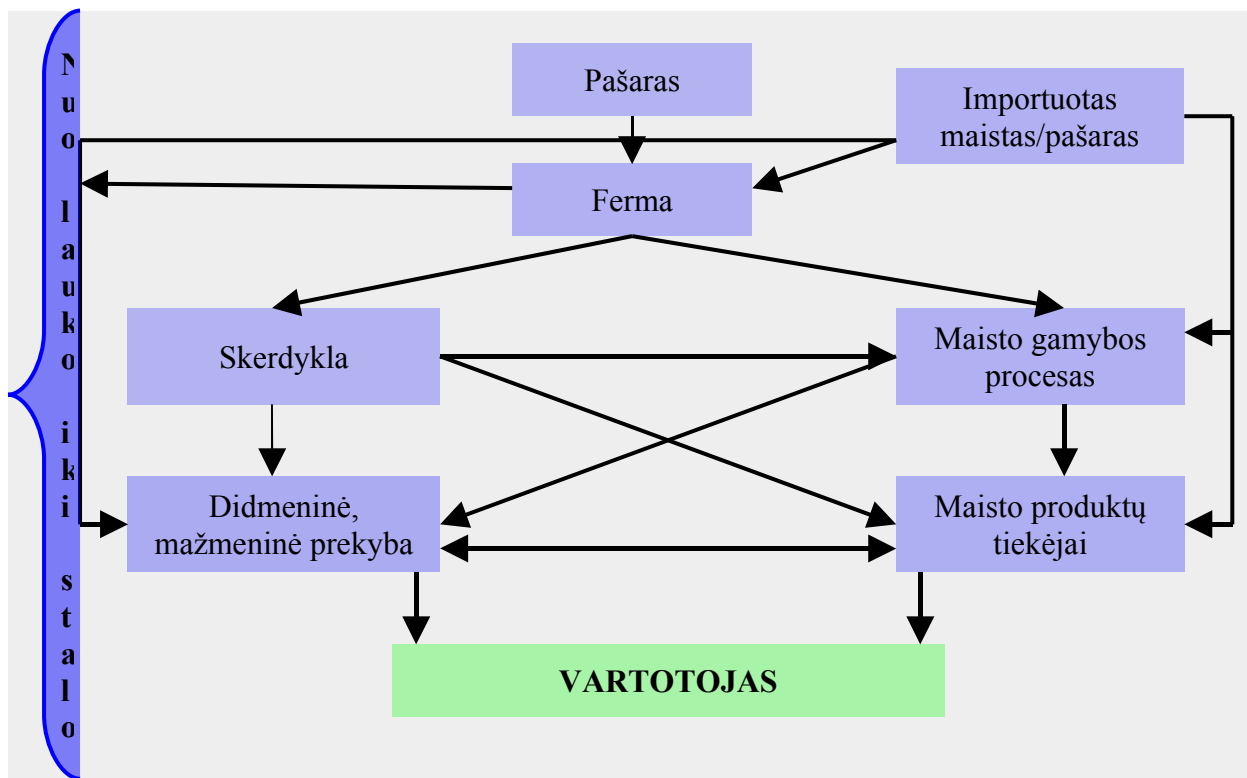 Nuo lauko iki stalo
Pašaras
Importuotas
maistas/pašaras
Ferma
Skerdykla
Maisto gamybos
procesas
Didmeninė,
mažmeninė prekyba
Maisto produktų
tiekėjai
VARTOTOJAS